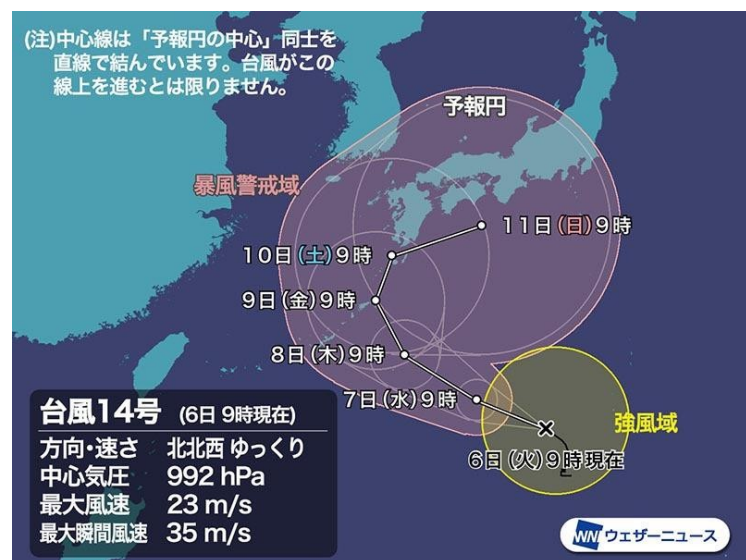 (注)中心線は「予報円の中心」同士を
直線で結んでいます。台風がこの
線上を進むとは限りません。
予報円
暴風警戒域
11日(日)9時
10日(土)9時
9日(金)9時
8日(木)9時
7日(水)9時
強風域
6日(火)9時現在
台風14号 (6日 9時現在)
方向・速さ 北北西 ゆっくり
中心気圧 992 hPa
最大風速 23 m/s
最大瞬間風速 35 m/s
WN ウェザーニュース